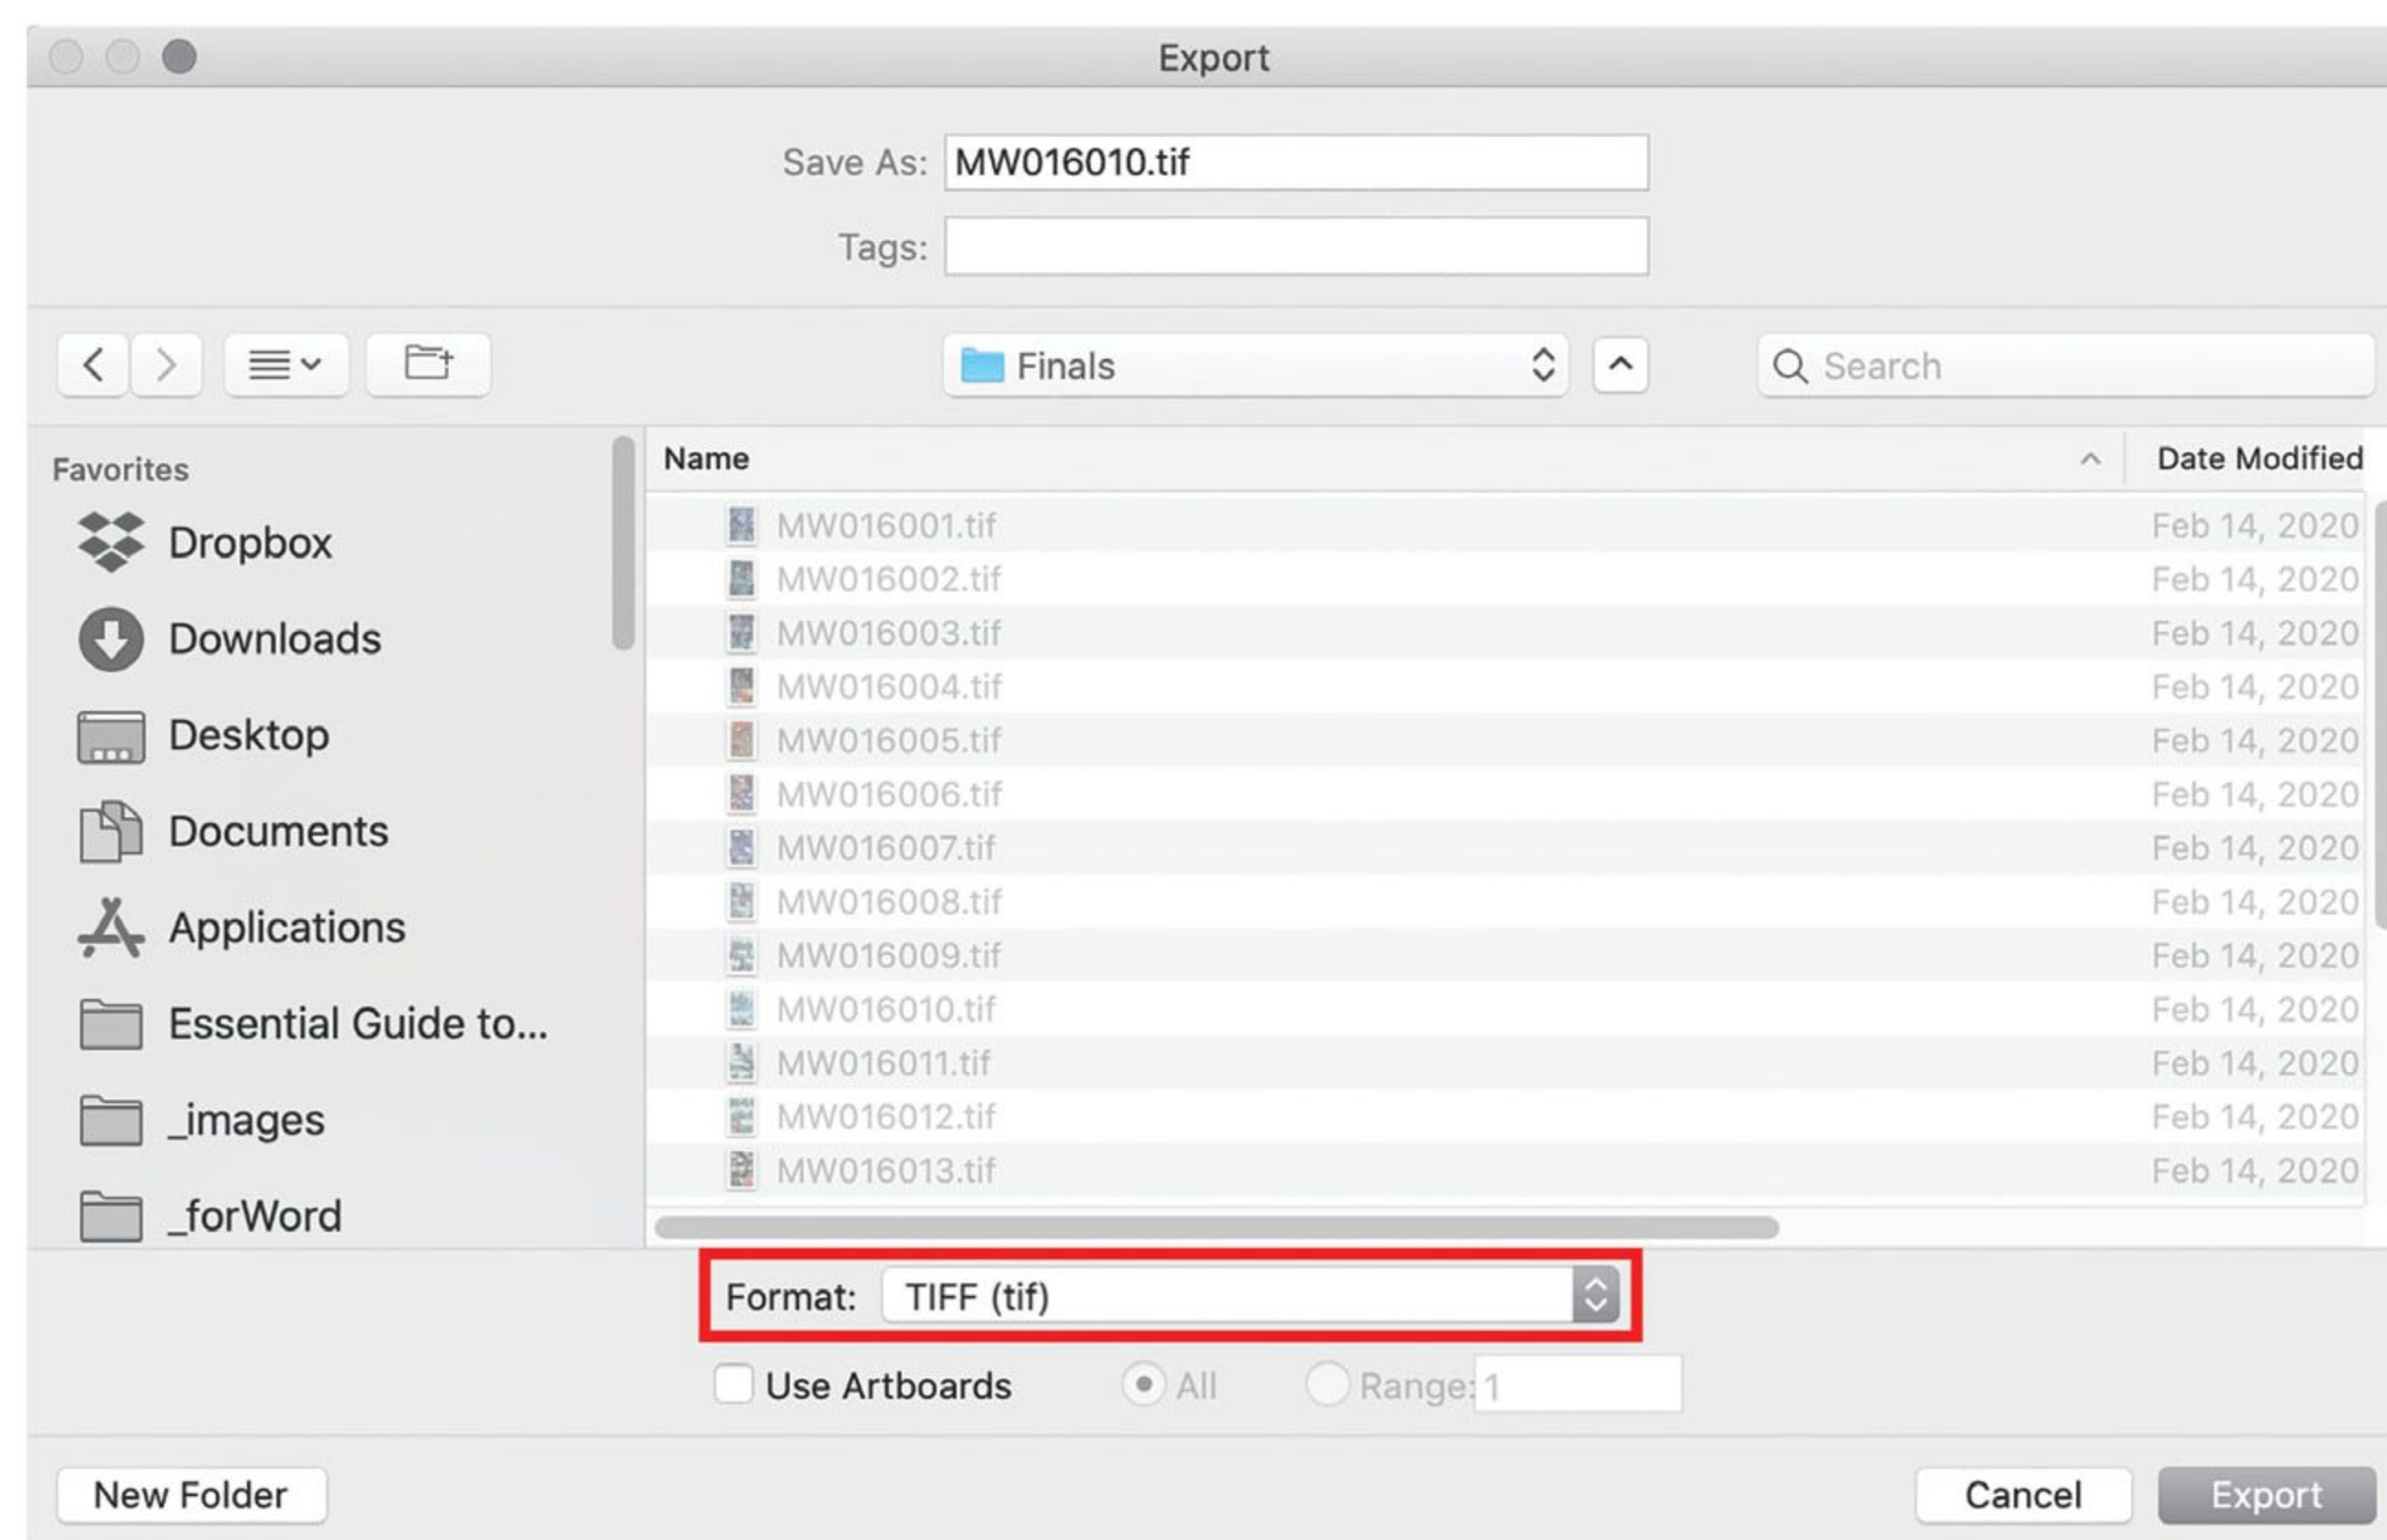 Export
Save As: MW016010.tif
Tags:
Finals
Search
Favorites
Dropbox
Downloads
Desktop
Documents
Applications
Essential Guide to...
_images
_forWord
Name Date Modified
MW016001.tif Feb 14, 2020
MW016002.tif Feb 14, 2020
MW016003.tif Feb 14, 2020
MW016004.tif Feb 14, 2020
MW016005.tif Feb 14, 2020
MW016006.tif Feb 14, 2020
MW016007.tif Feb 14, 2020
MW016008.tif Feb 14, 2020
MW016009.tif Feb 14, 2020
MW016010.tif Feb 14, 2020
MW016011.tif Feb 14, 2020
MW016012.tif Feb 14, 2020
MW016013.tif Feb 14, 2020
Format: TIFF (tif)
Use Artboards All Range: 1
New Folder Cancel Export